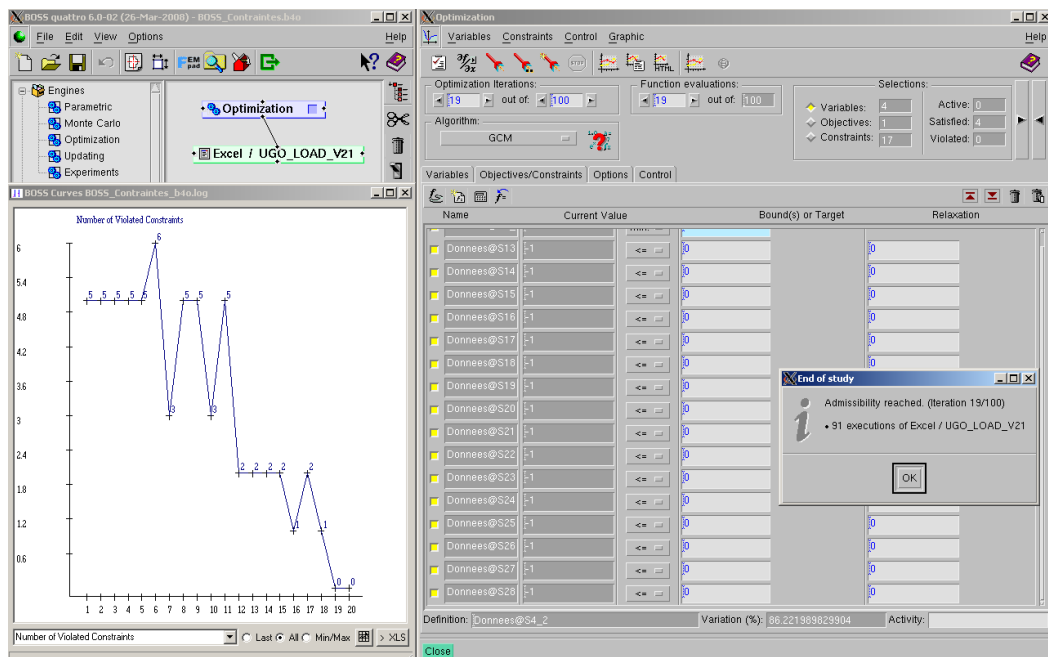 BOSS quattro 6.0-02 (26-Mar-2008) - BOSS_Contraintes.b4o
File Edit View Options Help
FEM pad
Engines
Parametric
Monte Carlo
Optimization
Updating
Experiments
Optimization
Excel / UGO_LOAD_V21
BOSS Curves BOSS_Contraintes_b4o.log
Number of Violated Constraints
6
5.4
4.8
4.2
3.6
3
2.4
1.8
1.2
0.6
5 5 5 5 5 6 3 5 5 3 5 2 2 2 2 1 2 1 0 0
1 2 3 4 5 6 7 8 9 10 11 12 13 14 15 16 17 18 19 20
Number of Violated Constraints Last All Min/Max > XLS
Optimization
Variables Constraints Control Graphic Help
STOP HTML
Optimization Iterations:
19 out of: 100
Function evaluations:
19 out of: 100
Algorithm:
GCM
Selections:
Variables: 4 Active: 0
Objectives: 1 Satisfied: 4
Constraints: 17 Violated: 0
Variables Objectives/Constraints Options Control
Name Current Value Bound(s) or Target Relaxation
Donnees@S13 -1 <= 0 0
Donnees@S14 -1 <= 0 0
Donnees@S15 -1 <= 0 0
Donnees@S16 -1 <= 0 0
Donnees@S17 -1 <= 0 0
Donnees@S18 -1 <= 0 0
Donnees@S19 -1 <= 0
Donnees@S20 -1 <= 0
Donnees@S21 -1 <= 0
Donnees@S22 -1 <= 0
Donnees@S23 -1 <= 0
Donnees@S24 -1 <= 0
Donnees@S25 -1 <= 0 0
Donnees@S26 -1 <= 0 0
Donnees@S27 -1 <= 0 0
Donnees@S28 -1 <= 0 0
Definition: Donnees@S4_2 Variation (%): 86.221989829904 Activity:
Close
End of study
Admissibility reached. (Iteration 19/100)
• 91 executions of Excel / UGO_LOAD_V21
OK